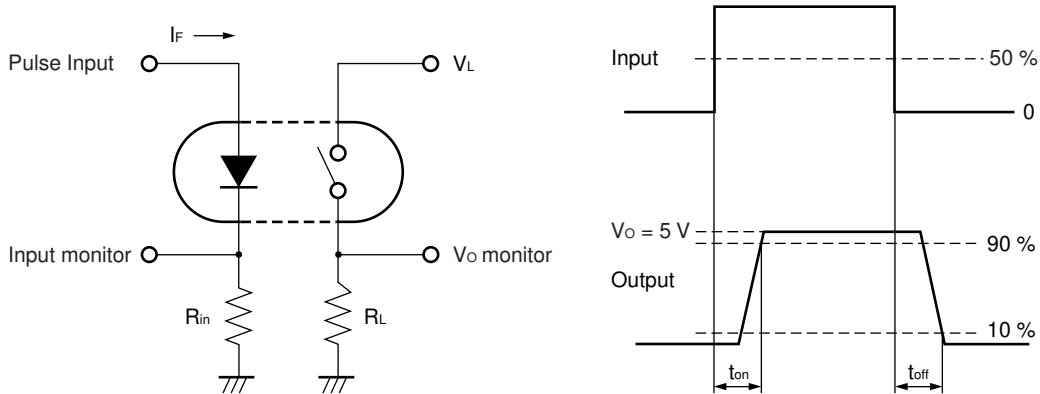 IF
Pulse Input
VL
Input monitor
VO monitor
Rin
RL
Input
50 %
0
VO = 5 V
90 %
Output
10 %
ton
toff